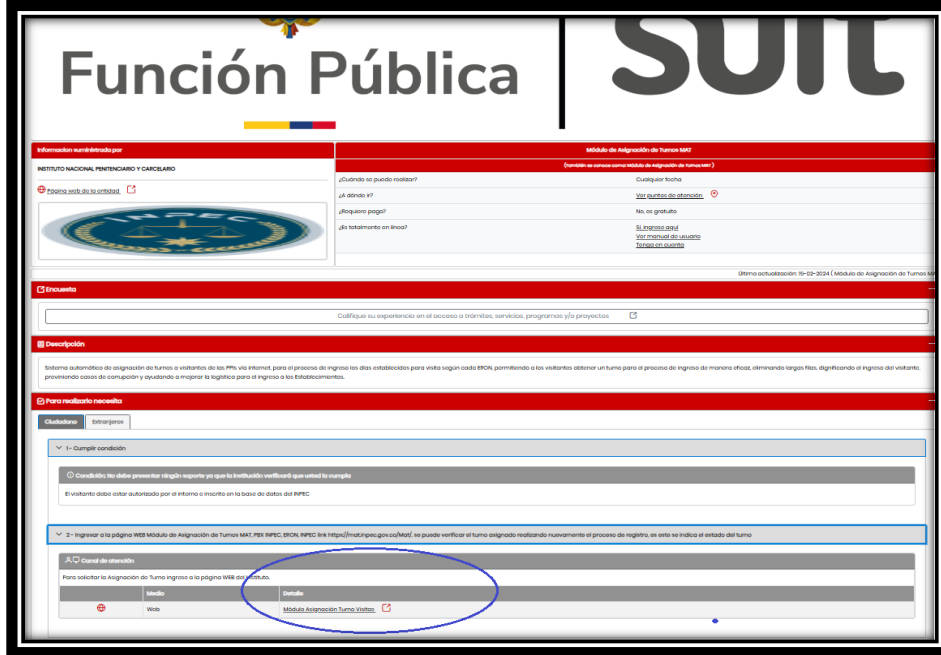 Función Pública
suit
Informacion suministrada por
INSTITUTO NACIONAL PENITENCIARIO Y CARCELARIO
Página web de la entidad
INPEC
Módulo de Asignación de Turnos MAT
(También se conoce como: Módulo de Asignación de Turnos MAT )
¿Cuándo se puede realizar? Cualquier fecha
¿A dónde ir? Ver puntos de atención
¿Requiere pago? No, es gratuito
¿Es totalmente en línea? Si, ingrese aquí
Ver manual de usuario
Tenga en cuenta
Última actualización: 15-02-2024 ( Módulo de Asignación de Turnos MA
Encuesta
Califique su experiencia en el acceso a trámites, servicios, programas y/o proyectos
Descripción
Sistema automático de asignación de turnos a visitantes de las PPls vía internet, para el proceso de ingreso los días establecidos para visita según cada ERON, permitiendo a los visitantes obtener un turno para el proceso de ingreso de manera eficaz, eliminando largas filas, dignificando el ingreso del visitante,
previniendo casos de corrupción y ayudando a mejorar la logística para el ingreso a los Establecimientos.
Para realizarlo necesita
Ciudadano Extranjeros
1 - Cumplir condición
Condición: No debe presentar ningún soporte ya que la institución verificará que usted la cumpla
El visitante debe estar autorizado por el interno e inscrito en la base de datos del INPEC
2 - Ingresar a la página WEB Módulo de Asignación de Turnos MAT, PBX INPEC, ERON, INPEC link https://mat.inpec.gov.co/Mat/, se puede verificar el turno asignado realizando nuevamente el proceso de registro, en este se indica el estado del turno
Canal de atención
Para solicitar la Asignación de Turno ingrese a la página WEB del Instituto.
Medio Detalle
Web Módulo Asignación Turno Visitas